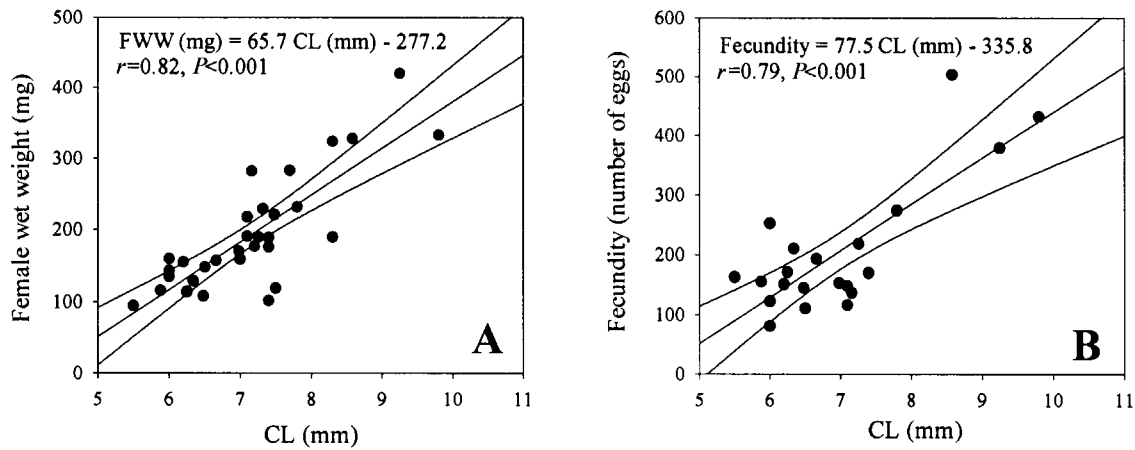 FWW (mg) = 65.7 CL (mm) - 277.2
r=0.82, P<0.001
Female wet weight (mg)
500
400
300
200
100
0
5 6 7 8 9 10 11
CL (mm)
A
Fecundity = 77.5 CL (mm) - 335.8
r=0.79, P<0.001
Fecundity (number of eggs)
600
500
400
300
200
100
0
5 6 7 8 9 10 11
CL (mm)
B